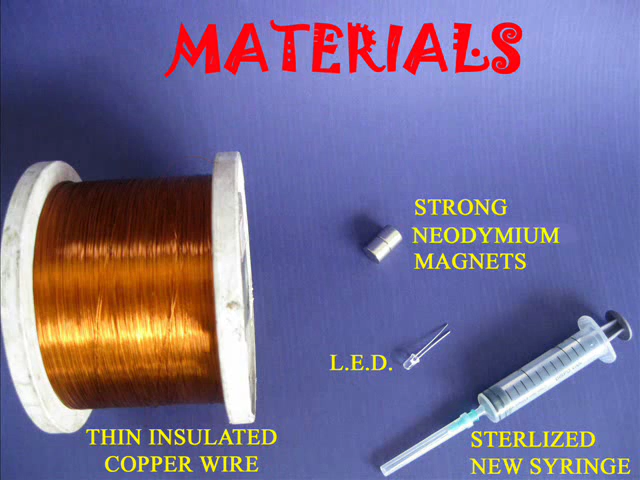 MATERIALS
STRONG
NEODYMIUM
MAGNETS
L.E.D.
THIN INSULATED
COPPER WIRE
STERLIZED
NEW SYRINGE